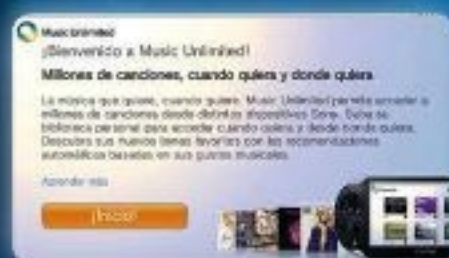 Music Unlimited
¡Bienvenido a Music Unlimited!
Millones de canciones, cuando quiera y donde quiera
La música que quiere, cuando quiere. Music Unlimited permite acceder a
millones de canciones desde distintos dispositivos Sony. Suba su
biblioteca personal para acceder cuando quiera y desde donde quiera.
Descubra sus nuevos temas favoritos con las recomendaciones
automáticas basadas en sus gustos musicales.
Aprender más
¡Inicio!